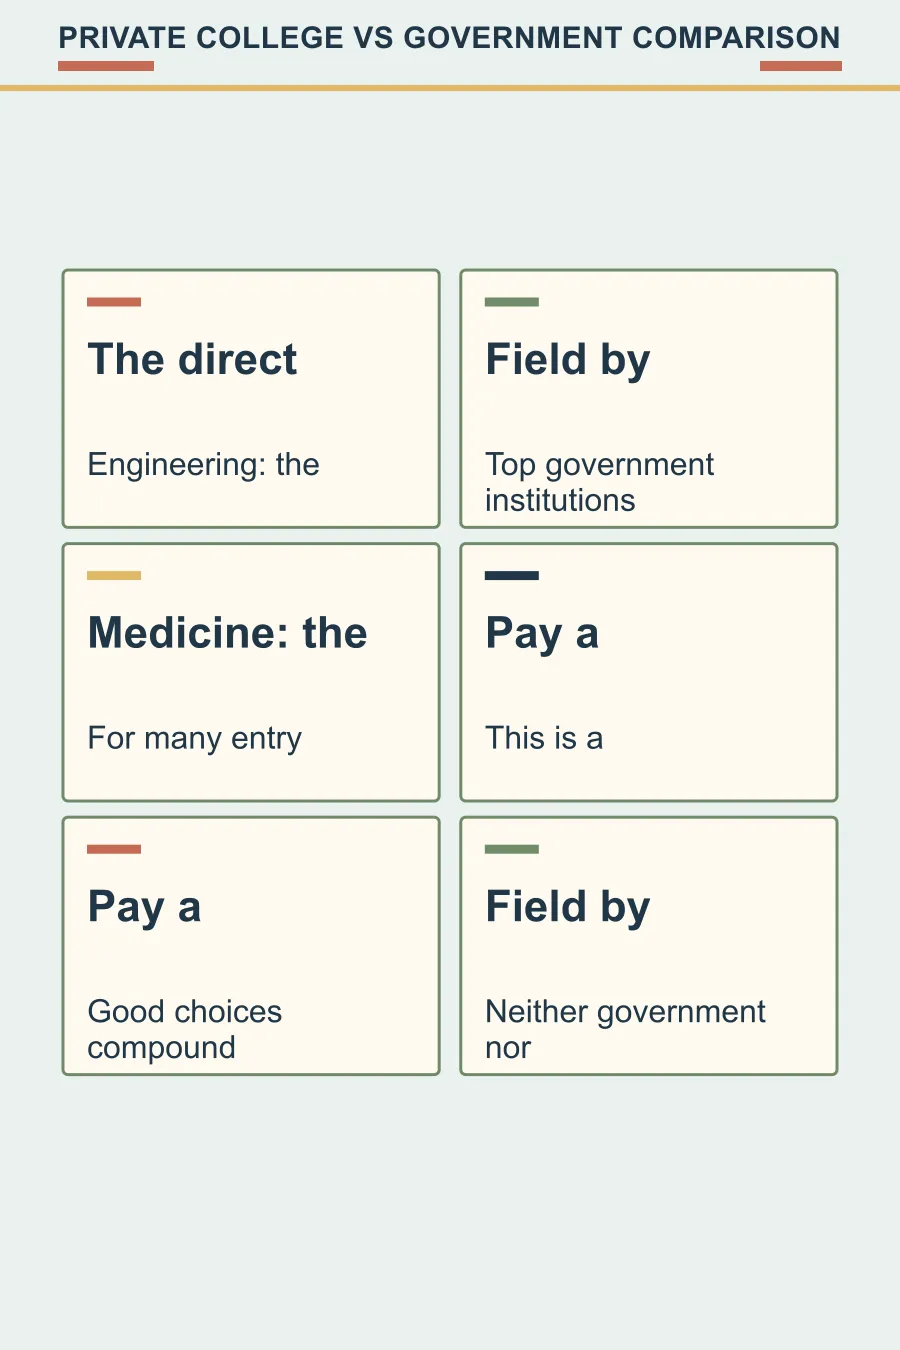 PRIVATE COLLEGE VS GOVERNMENT COMPARISON
The direct
Engineering: the
Field by
Top government
institutions
Medicine: the
For many entry
Pay a
This is a
Pay a
Good choices
compound
Field by
Neither government
nor